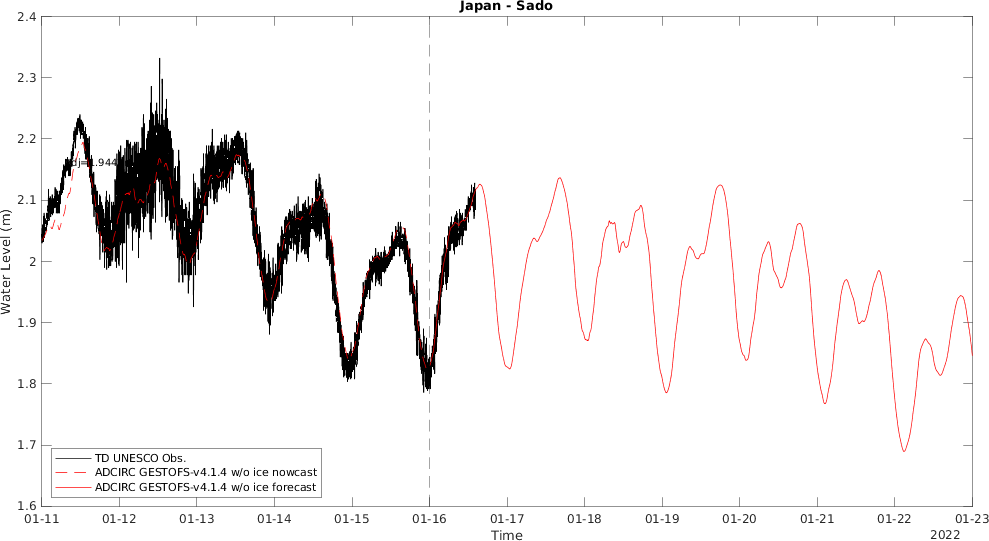 Japan - Sado
2.4
2.3
2.2
2.1
2
1.9
1.8
1.7
1.6
Water Level (m)
TD UNESCO Obs.
ADCIRC GESTOFS-v4.1.4 w/o ice nowcast
ADCIRC GESTOFS-v4.1.4 w/o ice forecast
01-11 01-12 01-13 01-14 01-15 01-16 01-17 01-18 01-19 01-20 01-21 01-22 01-23
Time
2022